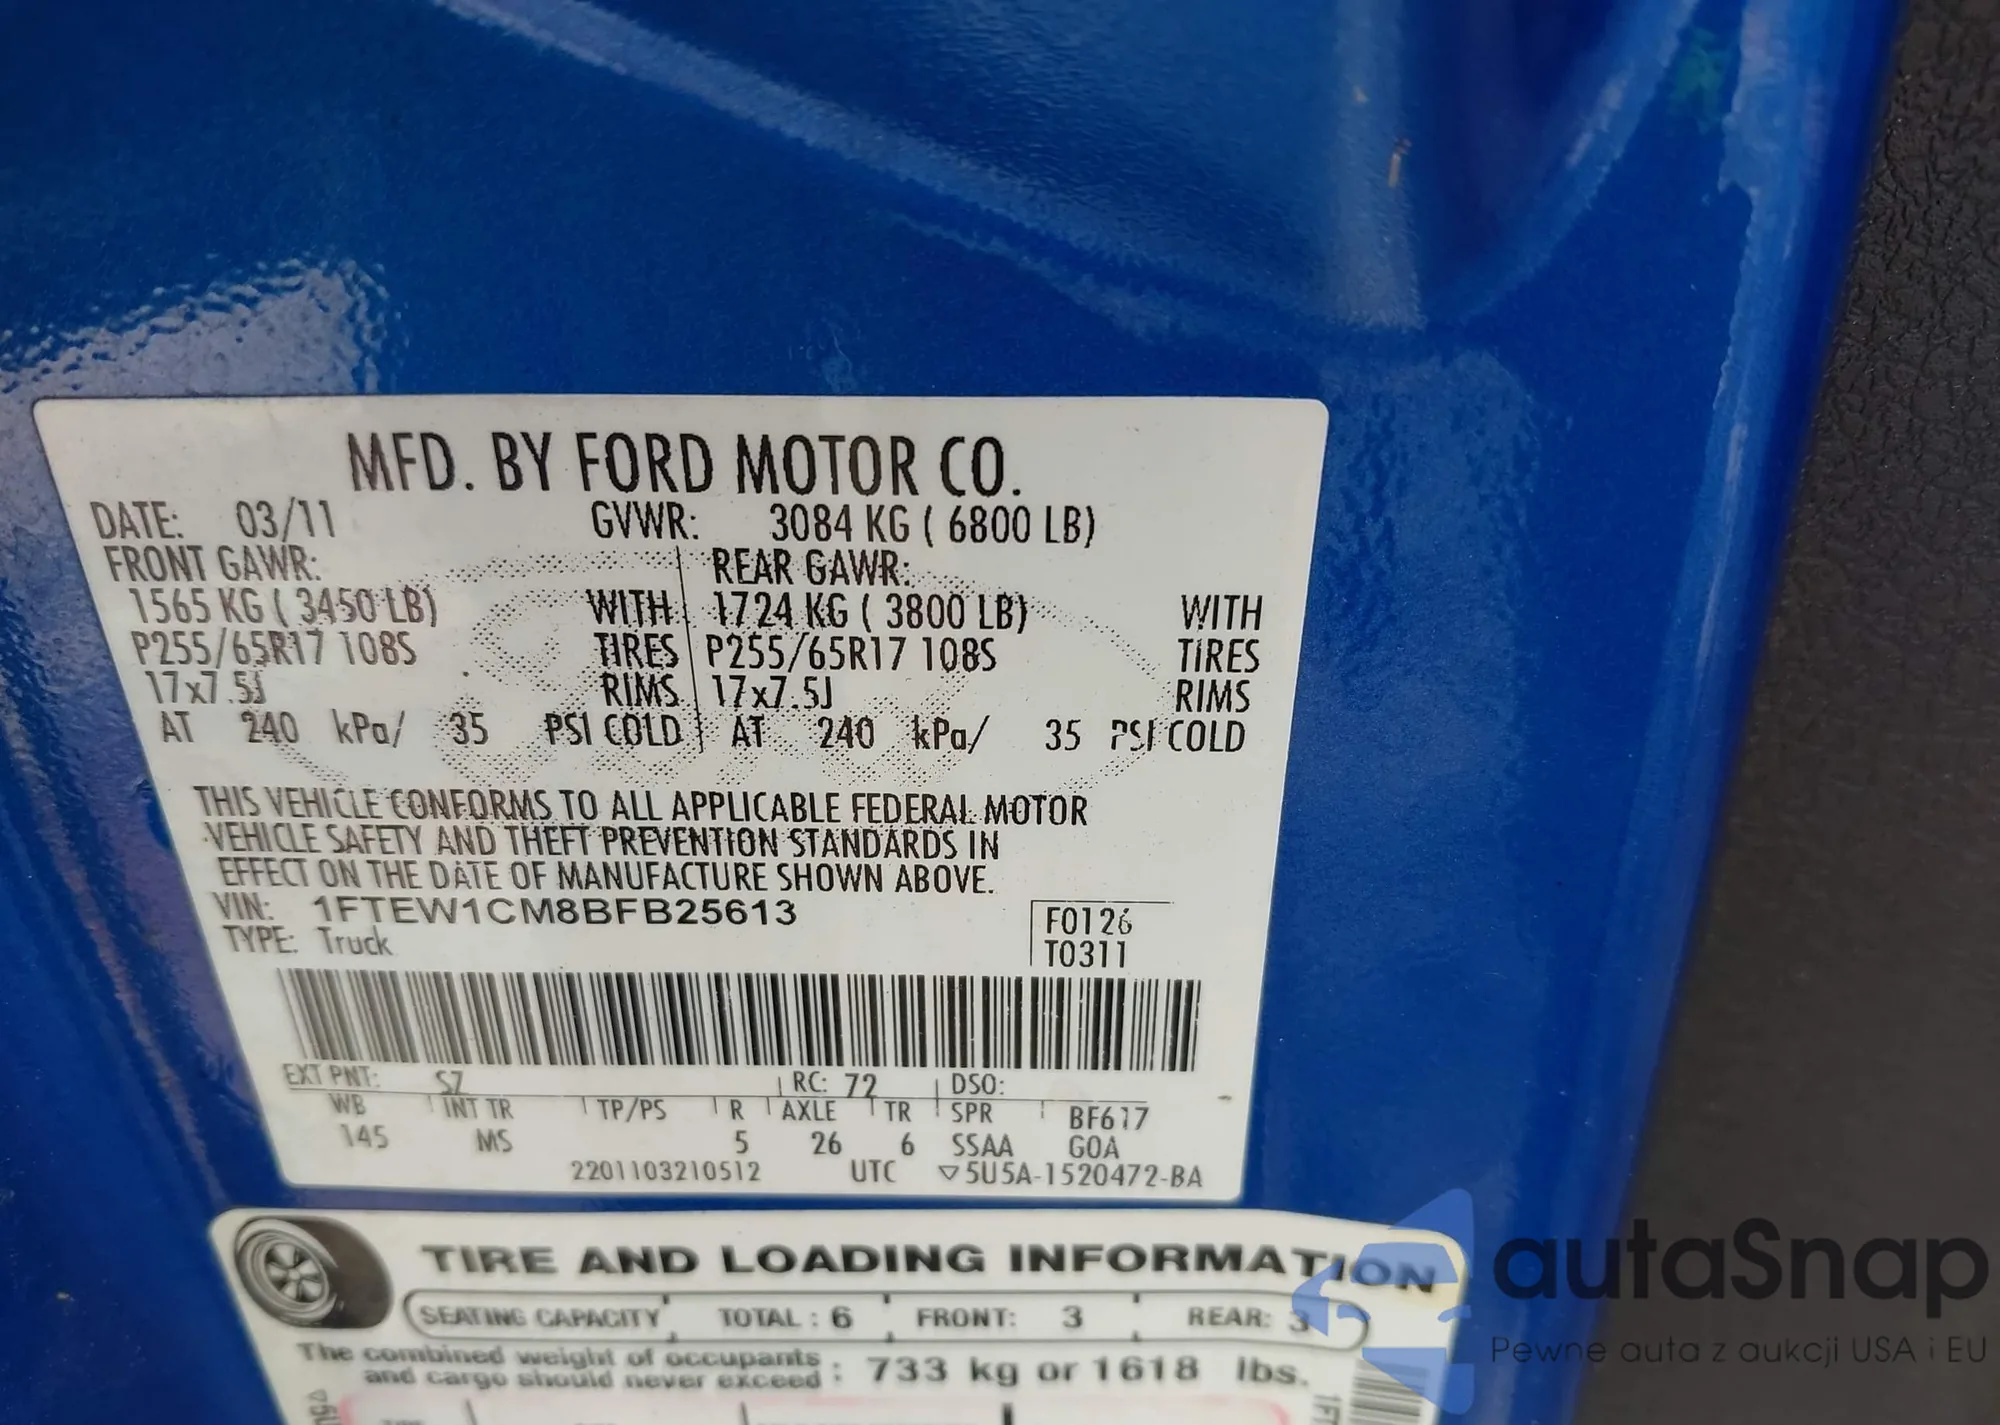 MFD. BY FORD MOTOR CO.
DATE: 03/11 GVWR: 3084 KG ( 6800 LB)
FRONT GAWR: REAR GAWR:
1565 KG ( 3450 LB) WITH 1724 KG ( 3800 LB) WITH
P255/65R17 108S TIRES P255/65R17 108S TIRES
17x7.5J RIMS 17x7.5J RIMS
AT 240 kPa/ 35 PSI COLD AT 240 kPa/ 35 PSI COLD
THIS VEHICLE CONFORMS TO ALL APPLICABLE FEDERAL MOTOR
VEHICLE SAFETY AND THEFT PREVENTION STANDARDS IN
EFFECT ON THE DATE OF MANUFACTURE SHOWN ABOVE.
VIN: 1FTEW1CM8BFB25613
TYPE: Truck
F0126
T0311
EXT PNT: SZ RC: 72 DSO:
WB INT TR TP/PS R AXLE TR SPR BF617
145 MS 5 26 6 SSAA GOA
2201103210512 UTC ▽5U5A-1520472-BA
TIRE AND LOADING INFORMATION
SEATING CAPACITY TOTAL : 6 FRONT: 3 REAR: 3
The combined weight of occupants
and cargo should never exceed : 733 kg or 1618 lbs.
autaSnap
Pewne auta z aukcji USA i EU